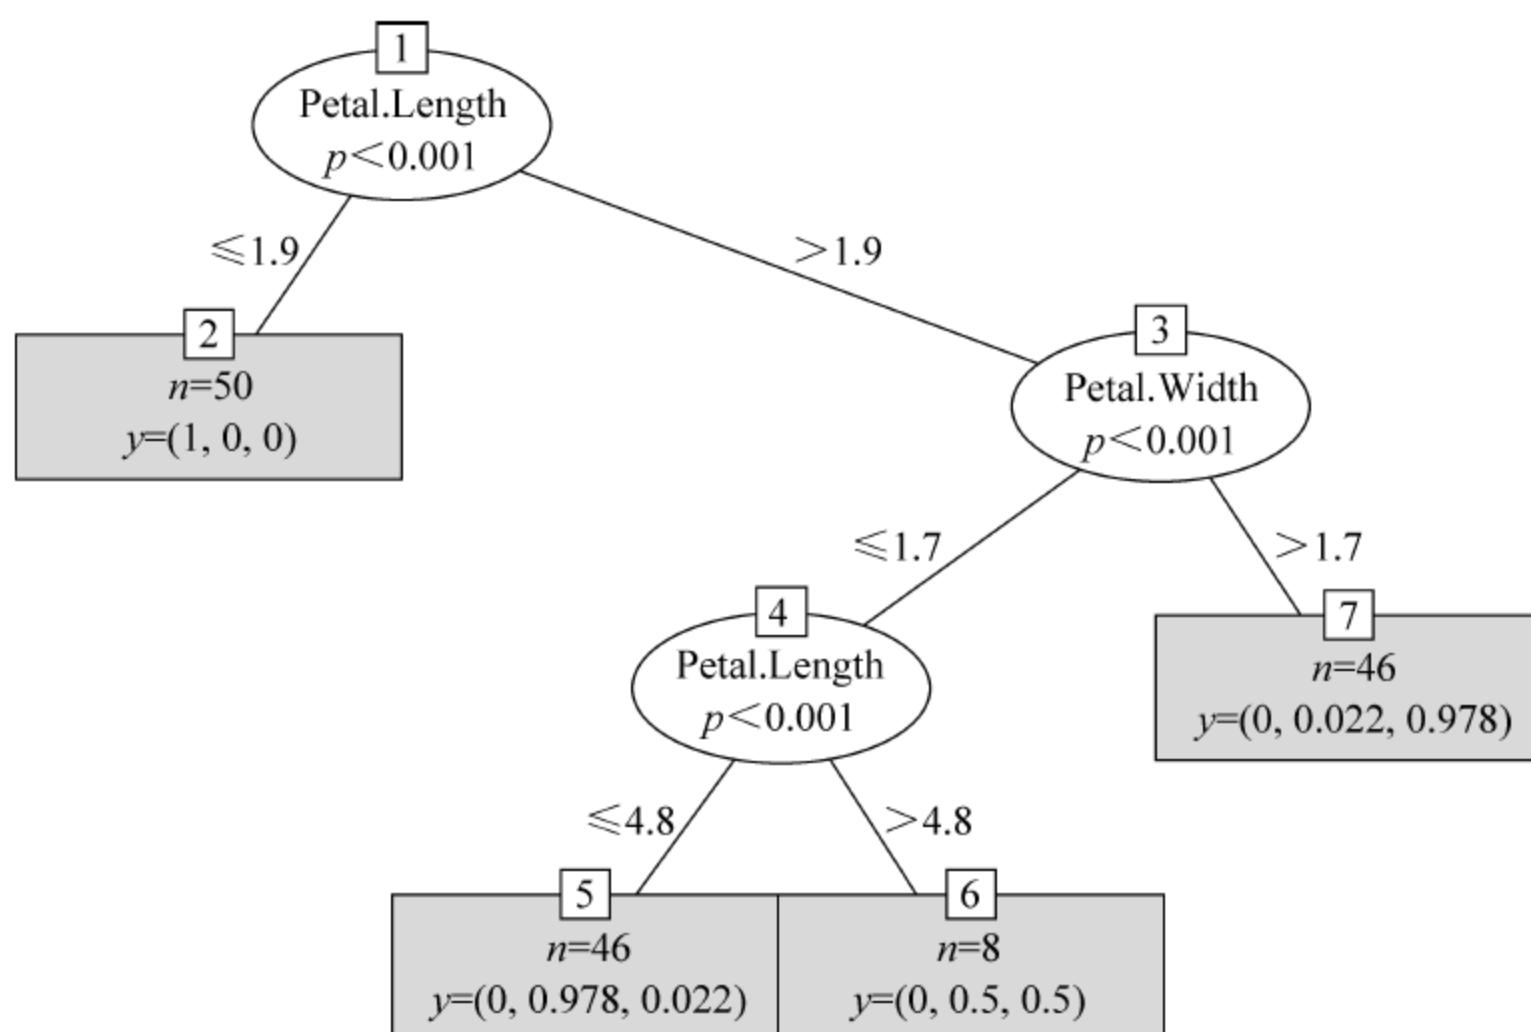 1
Petal.Length
p<0.001
≤1.9
>1.9
2
n=50
y=(1, 0, 0)
3
Petal.Width
p<0.001
≤1.7
>1.7
4
Petal.Length
p<0.001
7
n=46
y=(0, 0.022, 0.978)
≤4.8
>4.8
5
n=46
y=(0, 0.978, 0.022)
6
n=8
y=(0, 0.5, 0.5)